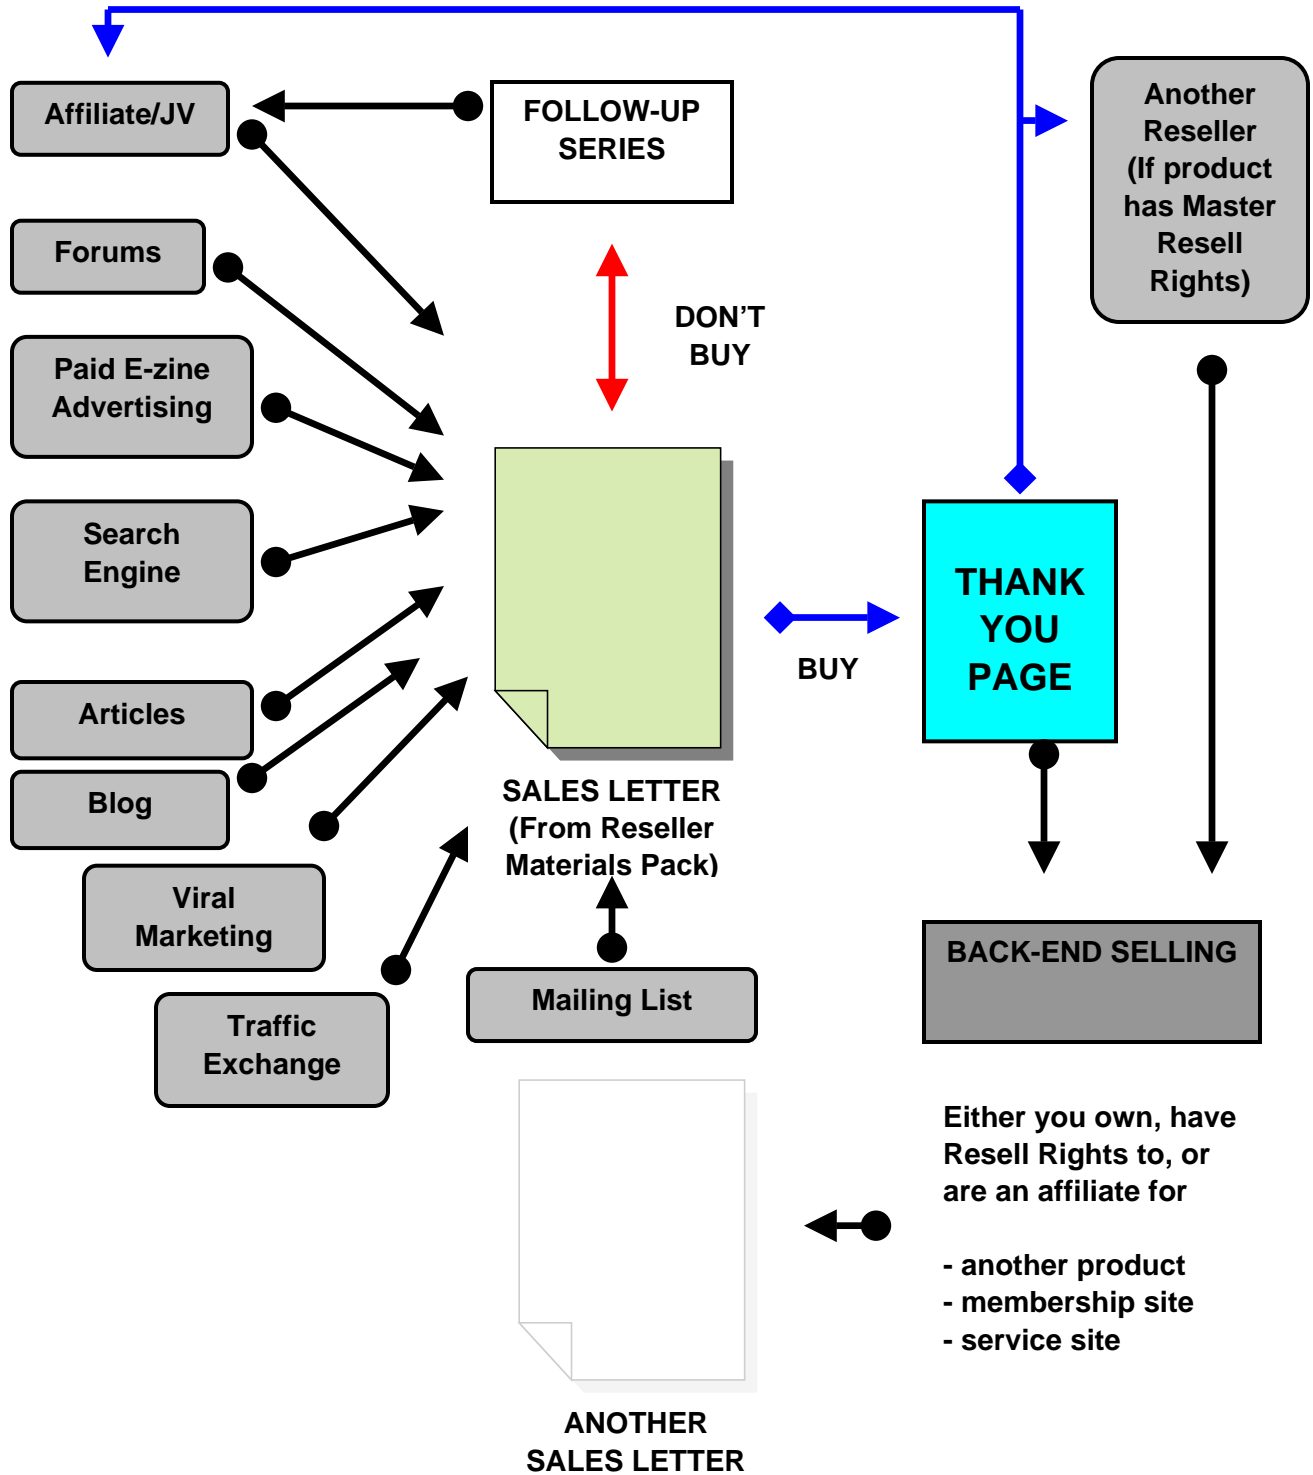 Affiliate/JV
FOLLOW-UP
SERIES
Another
Reseller
(If product
has Master
Resell
Rights)
Forums
DON'T
BUY
Paid E-zine
Advertising
Search
Engine
THANK
YOU
PAGE
BUY
Articles
Blog
SALES LETTER
(From Reseller
Materials Pack)
Viral
Marketing
BACK-END SELLING
Mailing List
Traffic
Exchange
Either you own, have
Resell Rights to, or
are an affiliate for
- another product
- membership site
- service site
ANOTHER
SALES LETTER